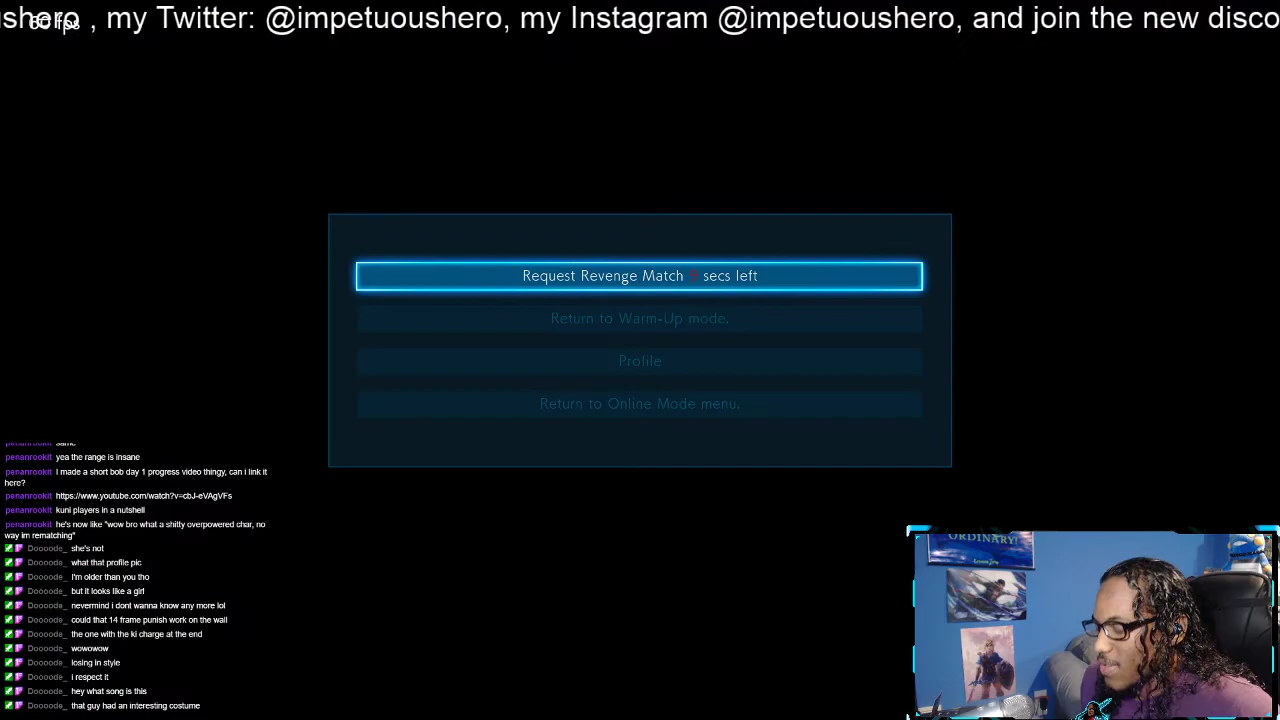 ushero , my Twitter: @impetuoushero, my Instagram @impetuoushero, and join the new disco
60 fps
Request Revenge Match secs left
Return to Warm-Up mode.
Profile
Return to Online Mode menu.
penanrookit same
penanrookit yea the range is insane
penanrookit I made a short bob day 1 progress video thingy, can i link it
here?
penanrookit https://www.youtube.com/watch?v=cbJ-eVAgVFs
penanrookit kuni players in a nutshell
penanrookit he's now like "wow bro what a shitty overpowered char, no
way im rematching"
Doooode_ she's not
Doooode_ what that profile pic
Doooode_ I'm older than you tho
Doooode_ but it looks like a girl
Doooode_ nevermind i dont wanna know any more lol
Doooode_ could that 14 frame punish work on the wall
Doooode_ the one with the ki charge at the end
Doooode_ wowowow
Doooode_ losing in style
Doooode_ i respect it
Doooode_ hey what song is this
Doooode_ that guy had an interesting costume
ORDINARY!